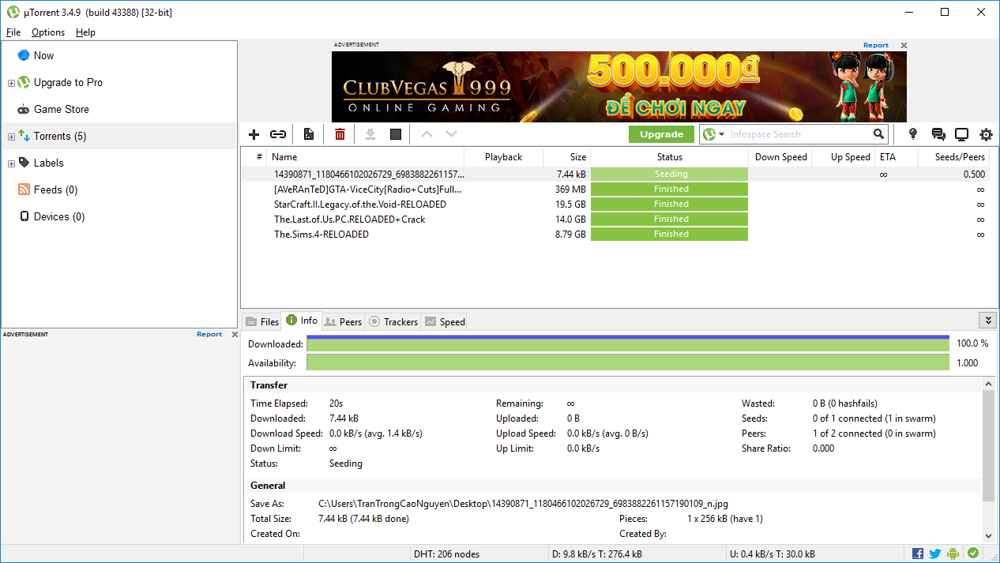 µTorrent 3.4.9 (build 43388) [32-bit]
File Options Help
Now
Upgrade to Pro
Game Store
Torrents (5)
Labels
Feeds (0)
Devices (0)
ADVERTISEMENT Report
ADVERTISEMENT Report
CLUBVEGAS 999
ONLINE GAMING
500.000₫
ĐỂ CHƠI NGAY
Upgrade Infospace Search
# Name Playback Size Status Down Speed Up Speed ETA Seeds/Peers
14390871_1180466102026729_6983882261157... 7.44 kB Seeding ∞ 0.500
[AVeRAnTeD]GTA-ViceCity[Radio+Cuts]Full... 369 MB Finished ∞
StarCraft.II.Legacy.of.the.Void-RELOADED 19.5 GB Finished ∞
The.Last.of.Us.PC.RELOADED+Crack 14.0 GB Finished ∞
The.Sims.4-RELOADED 8.79 GB Finished ∞
Files Info Peers Trackers Speed
Downloaded: 100.0 %
Availability: 1.000
Transfer
Time Elapsed: 20s Remaining: ∞ Wasted: 0 B (0 hashfails)
Downloaded: 7.44 kB Uploaded: 0 B Seeds: 0 of 1 connected (1 in swarm)
Download Speed: 0.0 kB/s (avg. 1.4 kB/s) Upload Speed: 0.0 kB/s (avg. 0 B/s) Peers: 1 of 2 connected (0 in swarm)
Down Limit: ∞ Up Limit: 0.0 kB/s Share Ratio: 0.000
Status: Seeding
General
Save As: C:\Users\TranTrongCaoNguyen\Desktop\14390871_1180466102026729_6983882261157190109_n.jpg
Total Size: 7.44 kB (7.44 kB done) Pieces: 1 x 256 kB (have 1)
Created On: Created By:
DHT: 206 nodes D: 9.8 kB/s T: 276.4 kB U: 0.4 kB/s T: 30.0 kB